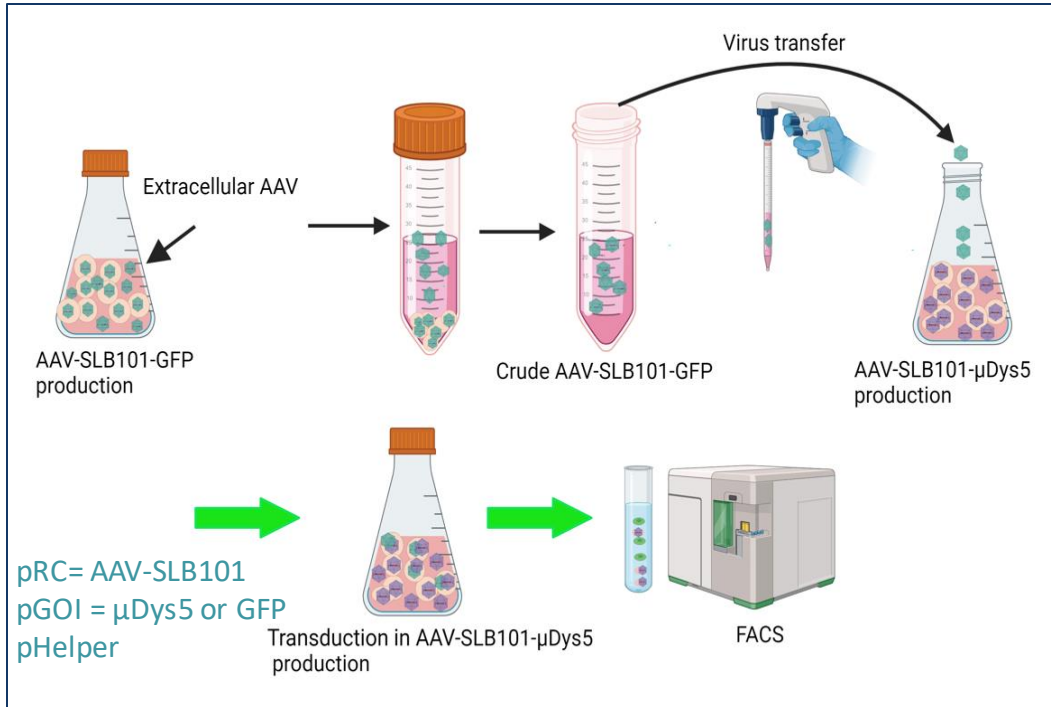 Virus transfer
Extracellular AAV
AAV-SLB101-GFP
production
Crude AAV-SLB101-GFP
AAV-SLB101-μDys5
production
pRC= AAV-SLB101
pGOI = μDys5 or GFP
pHelper
Transduction in AAV-SLB101-μDys5
production
FACS